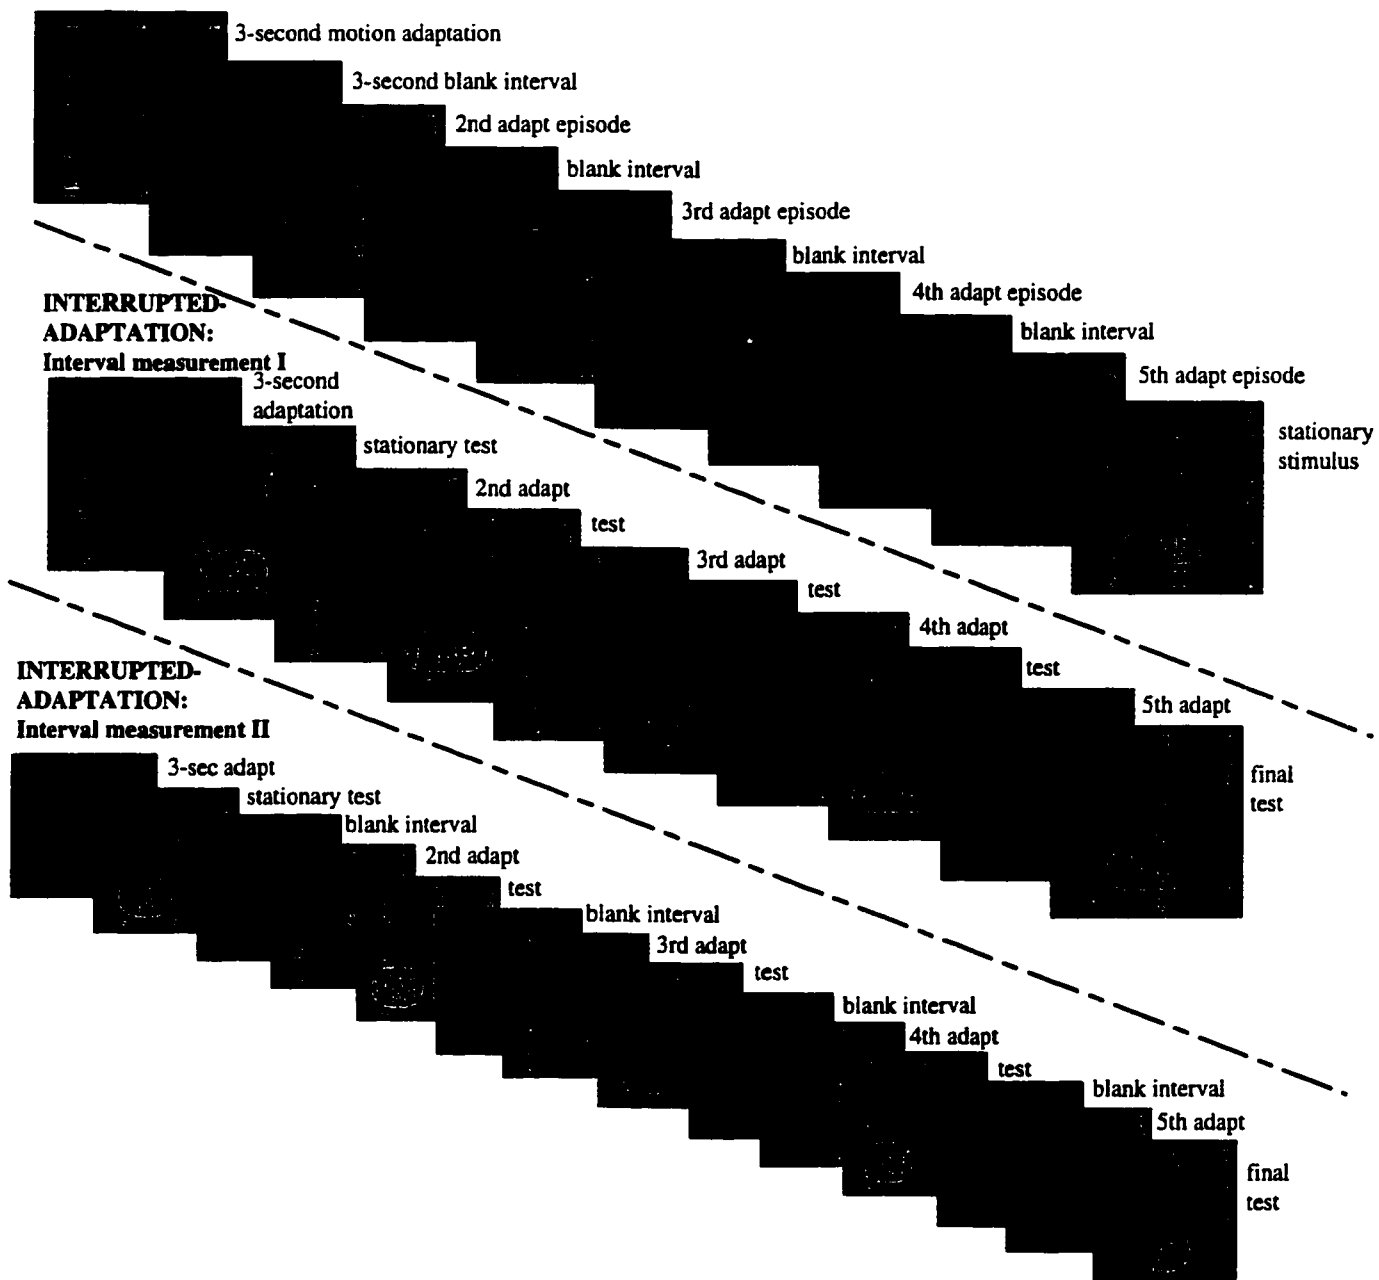 3-second motion adaptation
3-second blank interval
2nd adapt episode
blank interval
3rd adapt episode
blank interval
4th adapt episode
blank interval
5th adapt episode
stationary
stimulus
INTERRUPTED-
ADAPTATION:
Interval measurement I
3-second
adaptation
stationary test
2nd adapt
test
3rd adapt
test
4th adapt
test
5th adapt
final
test
INTERRUPTED-
ADAPTATION:
Interval measurement II
3-sec adapt
stationary test
blank interval
2nd adapt
test
blank interval
3rd adapt
test
blank interval
4th adapt
test
blank interval
5th adapt
final
test